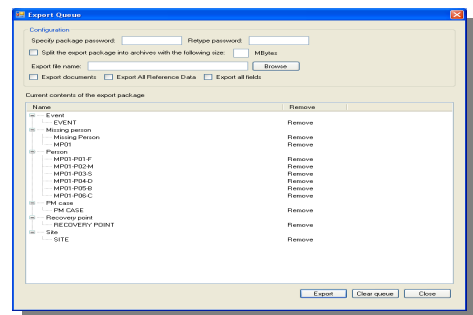 Export Queue
Configuration
Specify package password: Retype password:
Split the export package into archives with the following size: MBytes
Export file name: Browse
Export documents Export All Reference Data Export all fields
Current contents of the export package
Name Remove
Event
EVENT Remove
Missing person
Missing Person Remove
MP01 Remove
Person
MP01-P01-F Remove
MP01-P02-M Remove
MP01-P03-S Remove
MP01-P04-D Remove
MP01-P05-B Remove
MP01-P06-C Remove
PM case
PM CASE Remove
Recovery point
RECOVERY POINT Remove
Site
SITE Remove
Export Clear queue Close